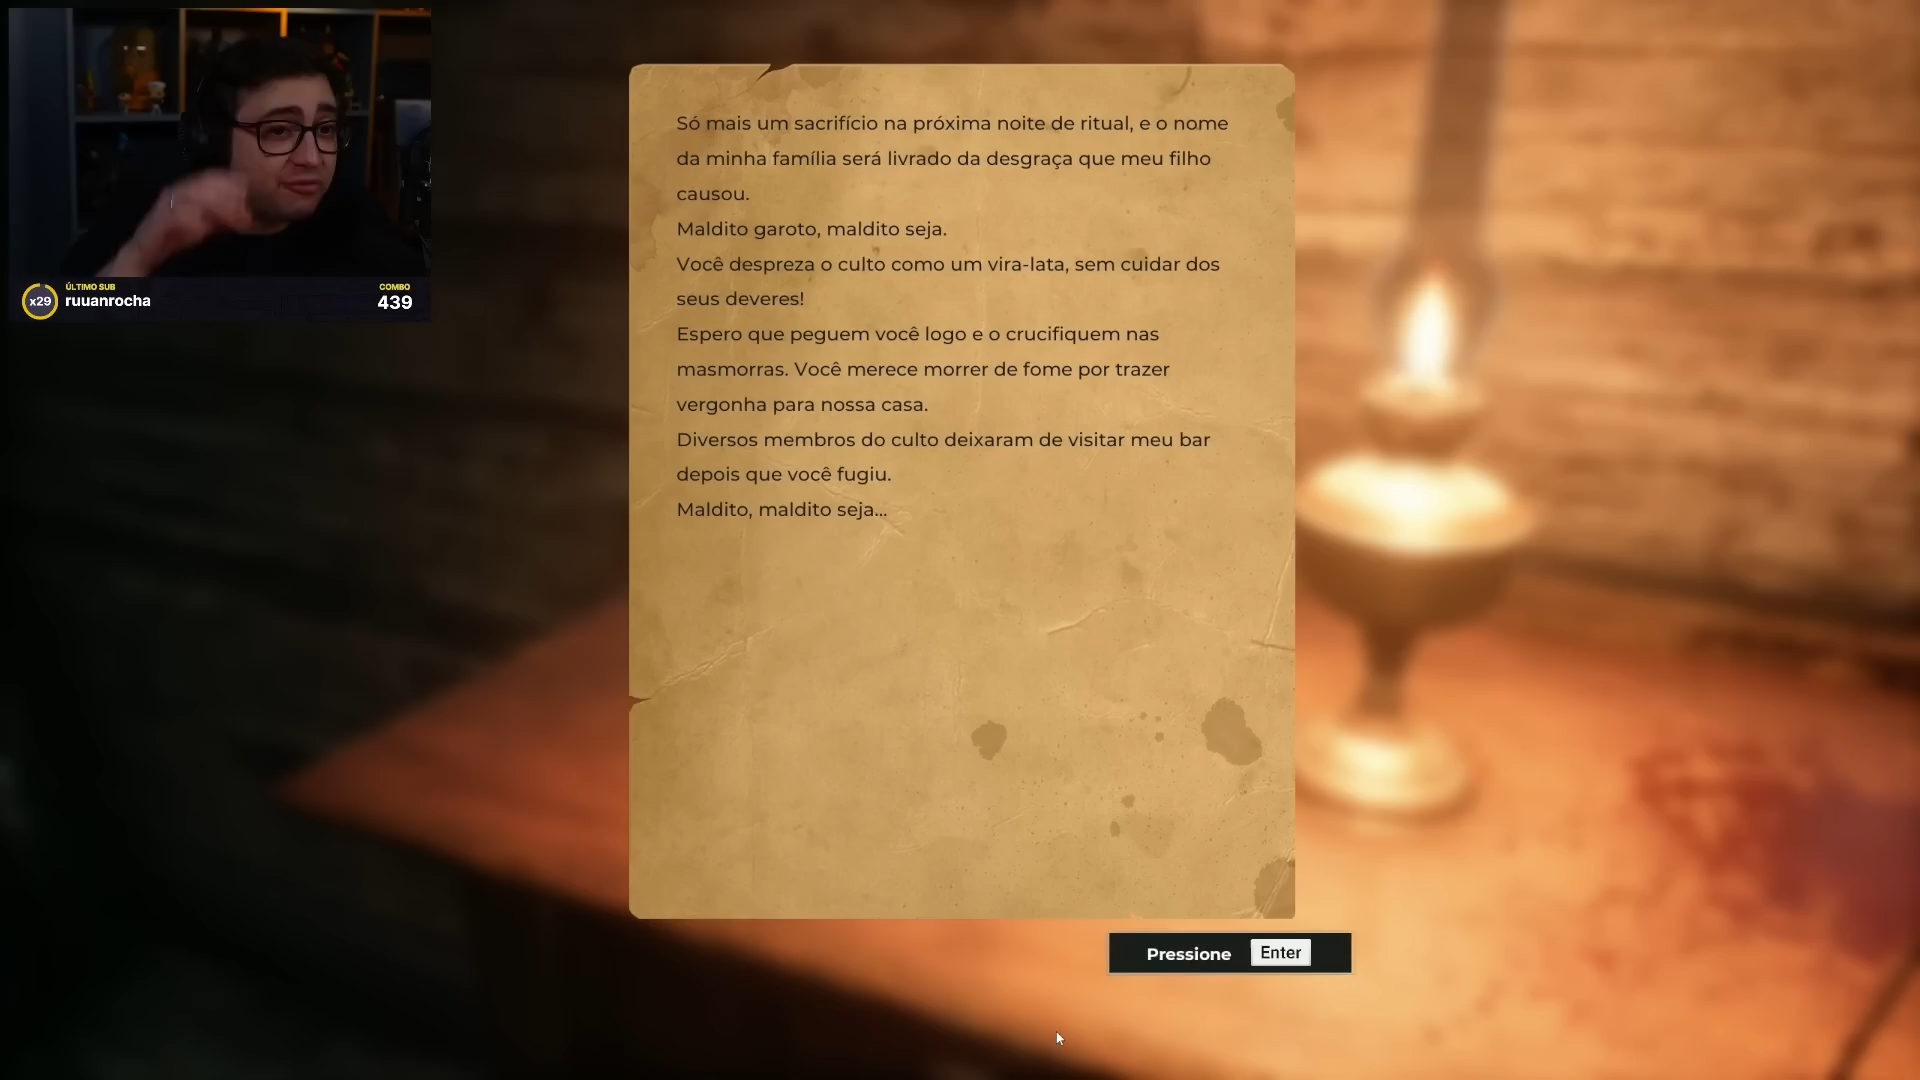 Só mais um sacrifício na próxima noite de ritual, e o nome
da minha família será livrado da desgraça que meu filho
causou.
Maldito garoto, maldito seja.
Você despreza o culto como um vira-lata, sem cuidar dos
seus deveres!
Espero que peguem você logo e o crucifiquem nas
masmorras. Você merece morrer de fome por trazer
vergonha para nossa casa.
Diversos membros do culto deixaram de visitar meu bar
depois que você fugiu.
Maldito, maldito seja...
x29
ÚLTIMO SUB
ruuanrocha
COMBO
439
Pressione Enter